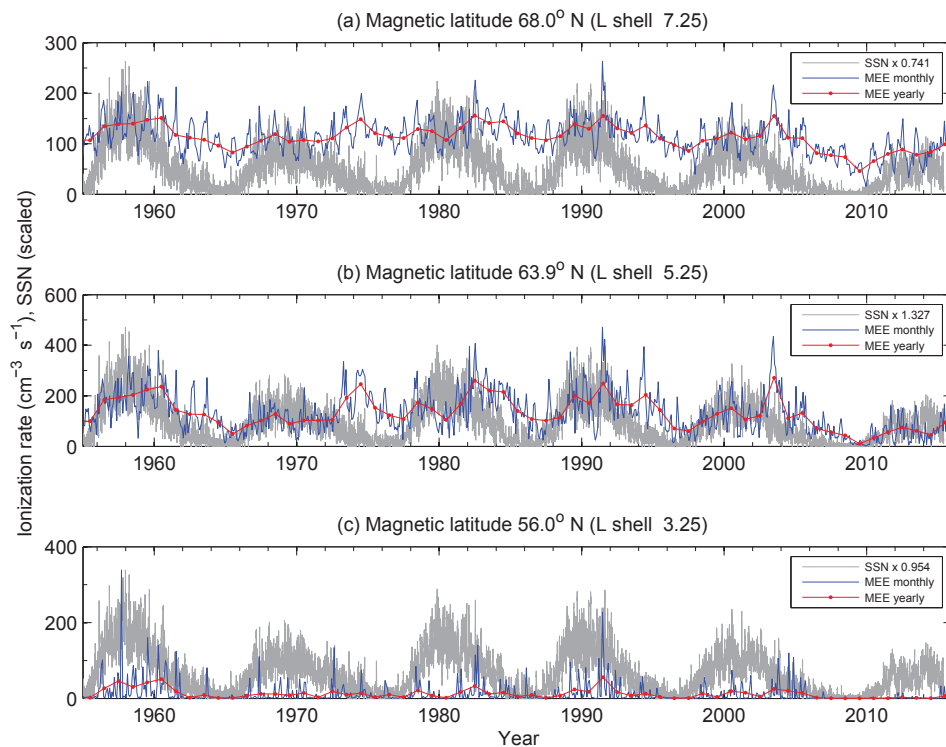 (a) Magnetic latitude 68.0° N (L shell 7.25)
300
200
100
0
SSN x 0.741
MEE monthly
MEE yearly
1960 1970 1980 1990 2000 2010
(b) Magnetic latitude 63.9° N (L shell 5.25)
600
400
200
0
SSN x 1.327
MEE monthly
MEE yearly
1960 1970 1980 1990 2000 2010
(c) Magnetic latitude 56.0° N (L shell 3.25)
400
200
0
SSN x 0.954
MEE monthly
MEE yearly
1960 1970 1980 1990 2000 2010
Year
Ionization rate (cm⁻³ s⁻¹), SSN (scaled)